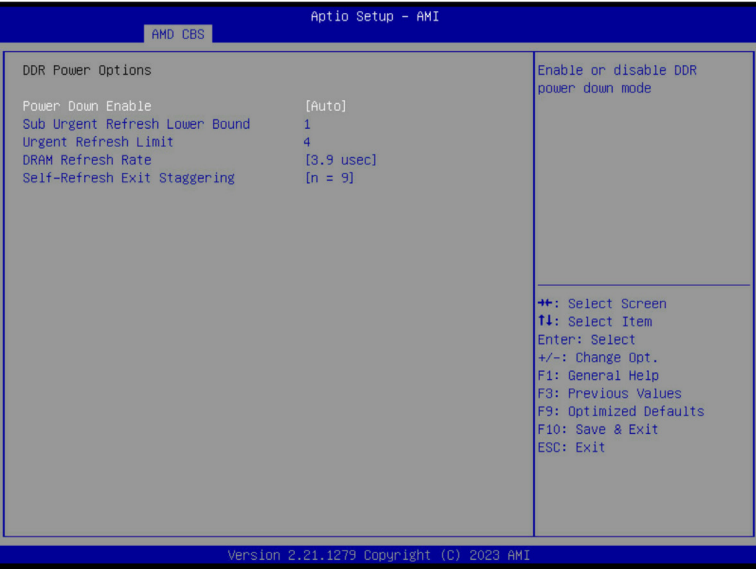 Aptio Setup – AMI
AMD CBS
DDR Power Options
Power Down Enable [Auto]
Sub Urgent Refresh Lower Bound 1
Urgent Refresh Limit 4
DRAM Refresh Rate [3.9 usec]
Self-Refresh Exit Staggering [n = 9]
Enable or disable DDR
power down mode
→←: Select Screen
↑↓: Select Item
Enter: Select
+/-: Change Opt.
F1: General Help
F3: Previous Values
F9: Optimized Defaults
F10: Save & Exit
ESC: Exit
Version 2.21.1279 Copyright (C) 2023 AMI